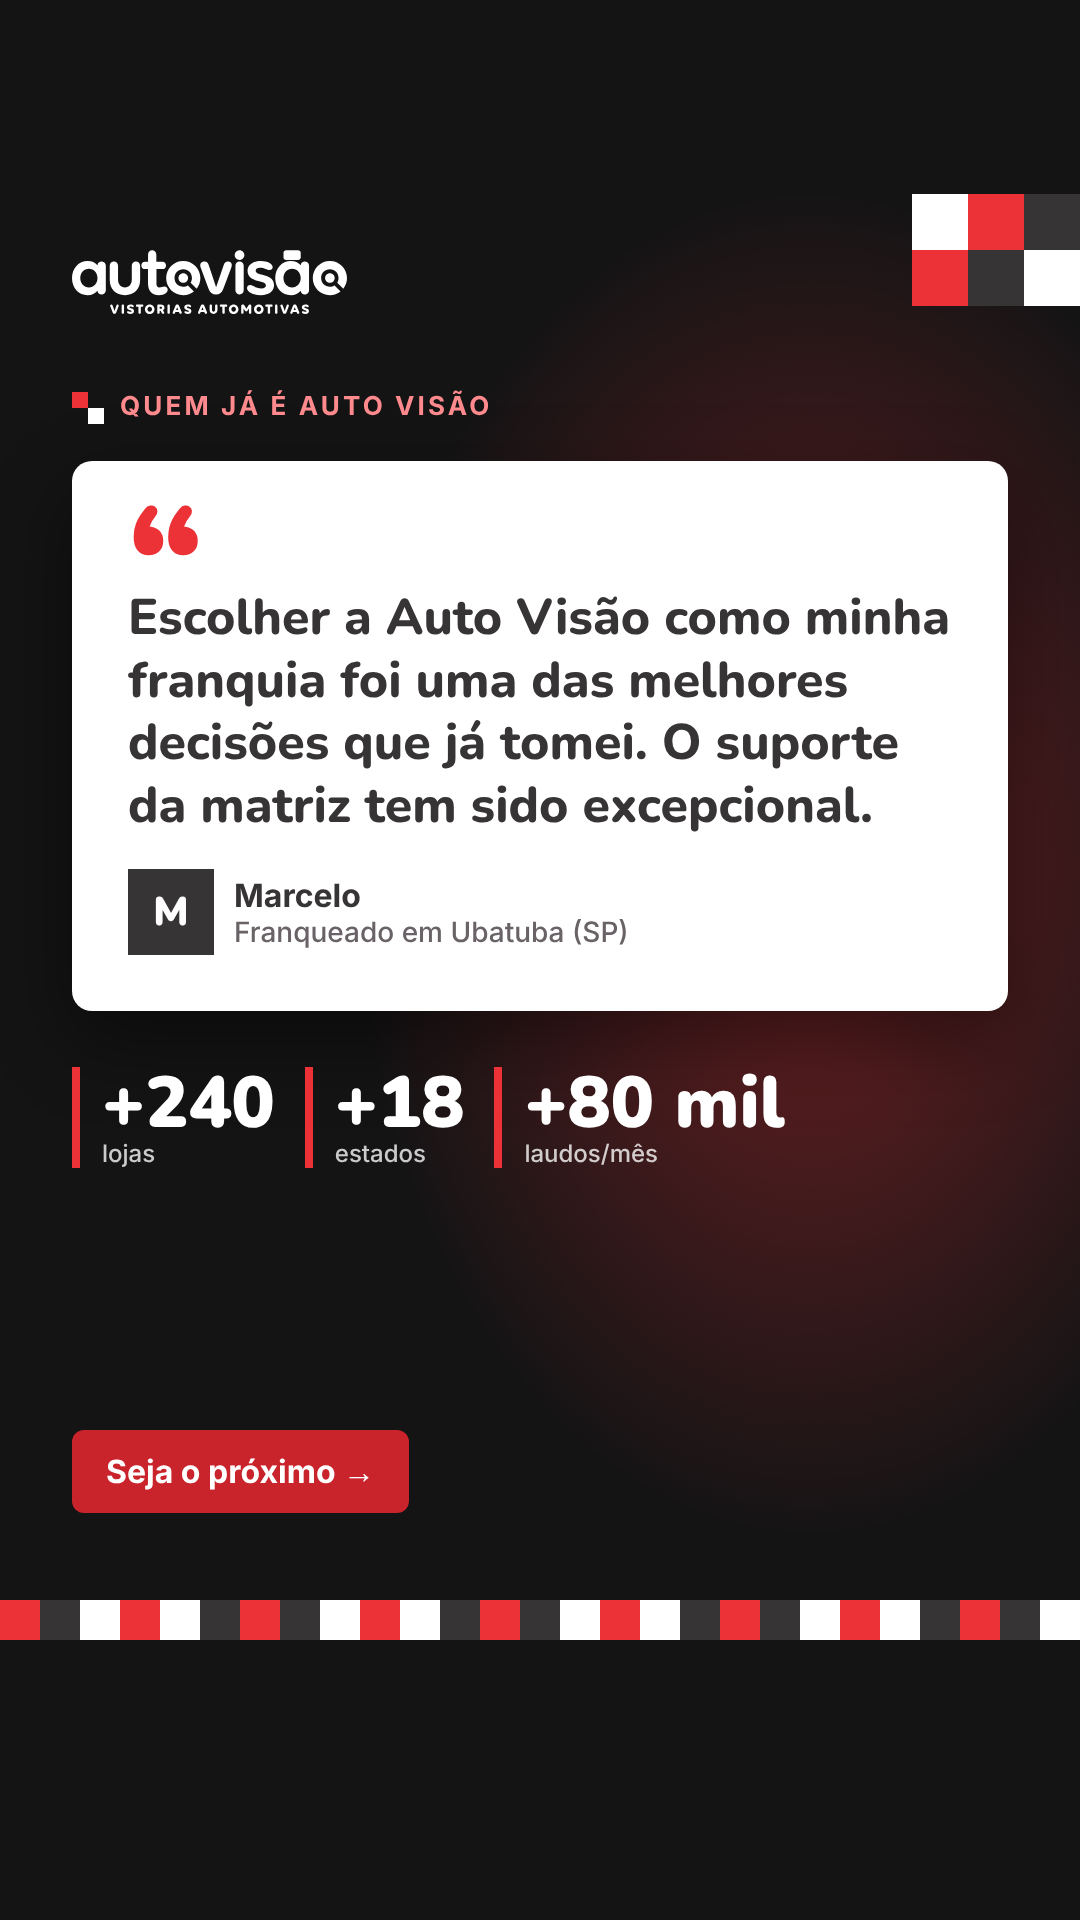 autovisão
VISTORIAS AUTOMOTIVAS
QUEM JÁ É AUTO VISÃO
“
Escolher a Auto Visão como minha
franquia foi uma das melhores
decisões que já tomei. O suporte
da matriz tem sido excepcional.
M
Marcelo
Franqueado em Ubatuba (SP)
+240
lojas
+18
estados
+80 mil
laudos/mês
Seja o próximo →